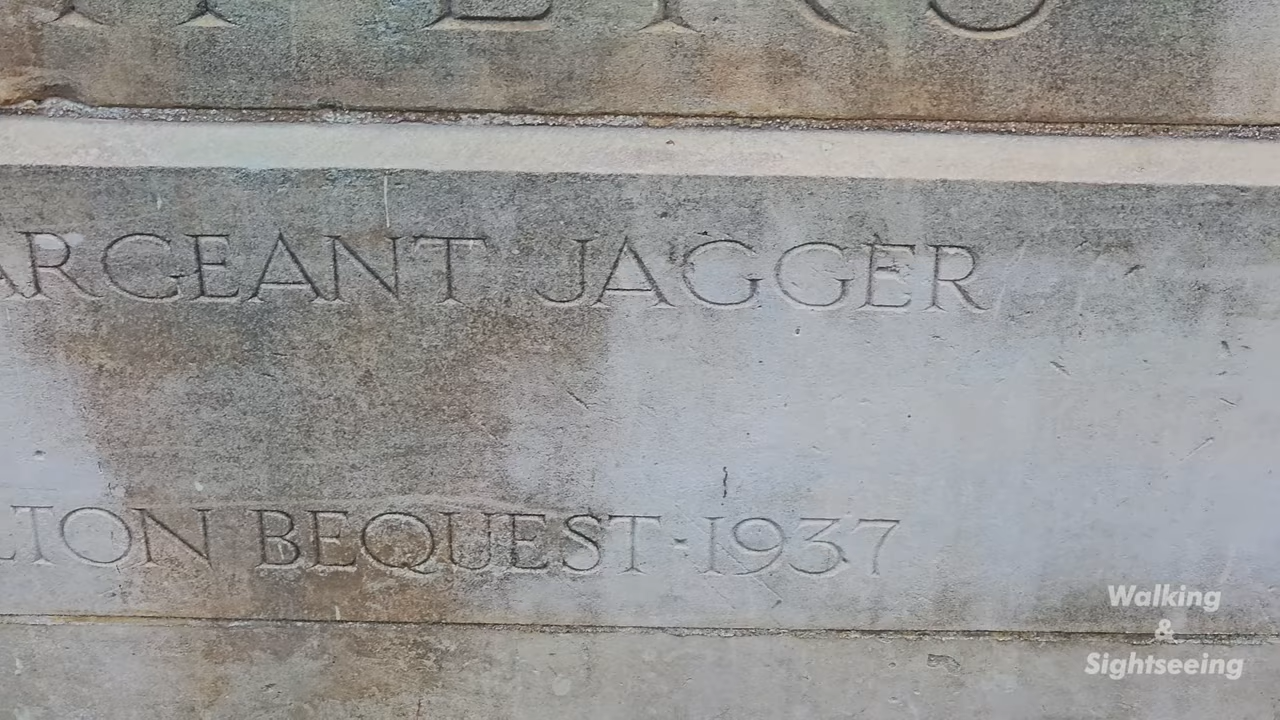 ARGEANT JAGGER
LTON BEQUEST · 1937
Walking
&
Sightseeing